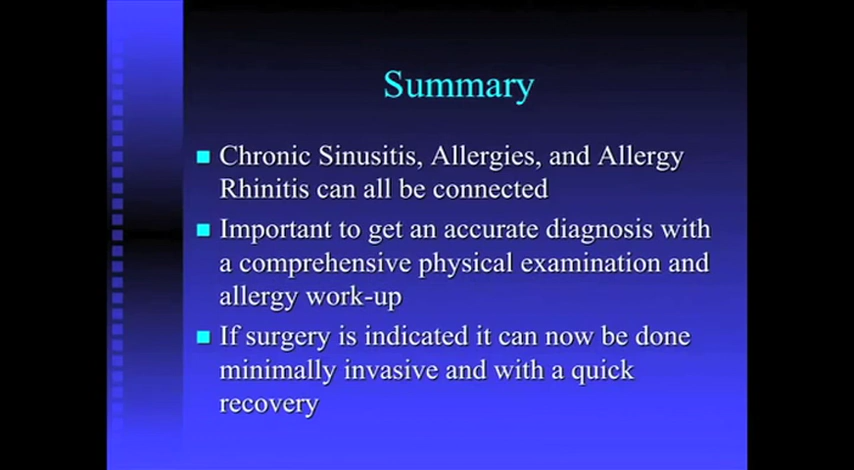 Summary
Chronic Sinusitis, Allergies, and Allergy
Rhinitis can all be connected
Important to get an accurate diagnosis with
a comprehensive physical examination and
allergy work-up
If surgery is indicated it can now be done
minimally invasive and with a quick
recovery